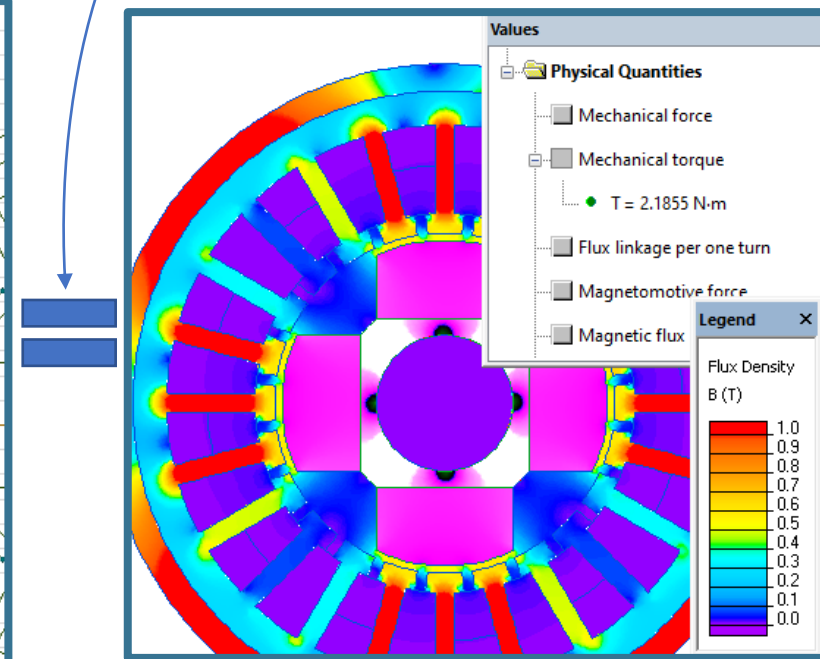 Values
Physical Quantities
Mechanical force
Mechanical torque
T = 2.1855 N·m
Flux linkage per one turn
Magnetomotive force
Magnetic flux
Legend ×
Flux Density
B (T)
1.0
0.9
0.8
0.7
0.6
0.5
0.4
0.3
0.2
0.1
0.0